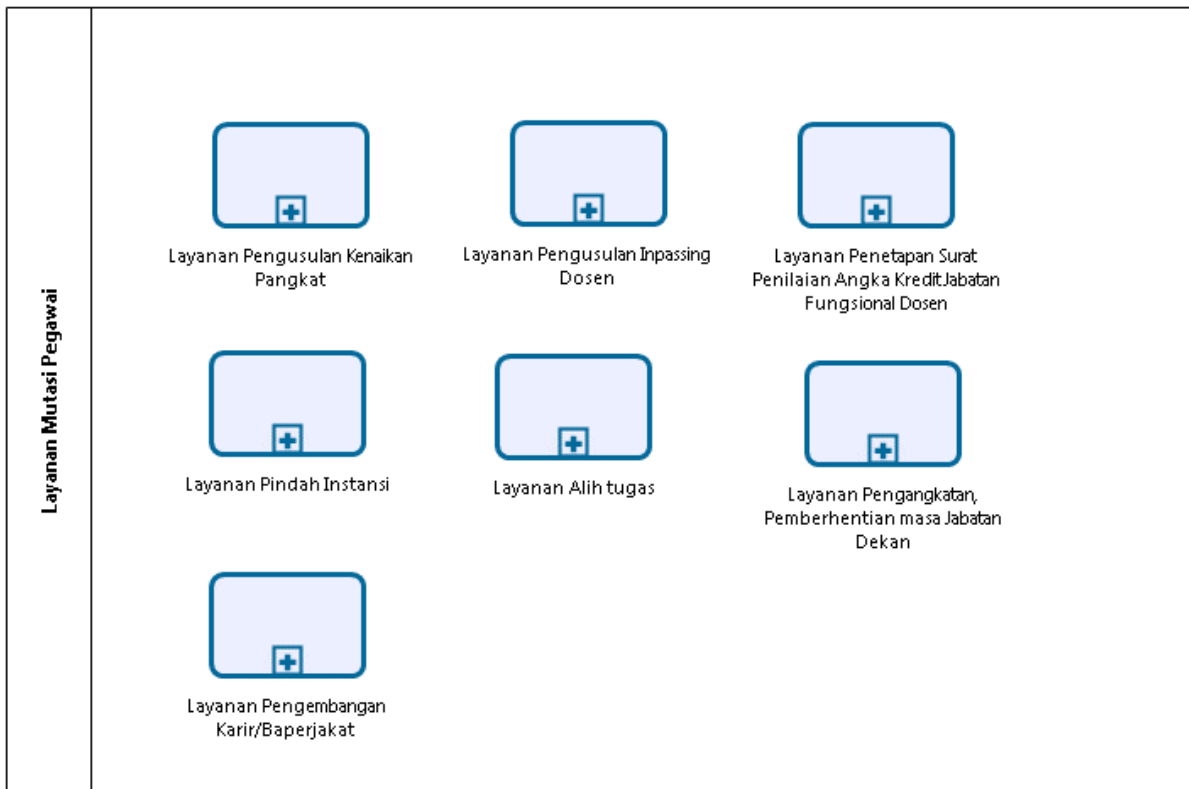 Layanan Mutasi Pegawai
Layanan Pengusulan Kenaikan
Pangkat
Layanan Pengusulan Inpassing
Dosen
Layanan Penetapan Surat
Penilaian Angka Kredit Jabatan
Fungsional Dosen
Layanan Pindah Instansi
Layanan Alih tugas
Layanan Pengangkatan,
Pemberhentian masa Jabatan
Dekan
Layanan Pengembangan
Karir/Baperjakat